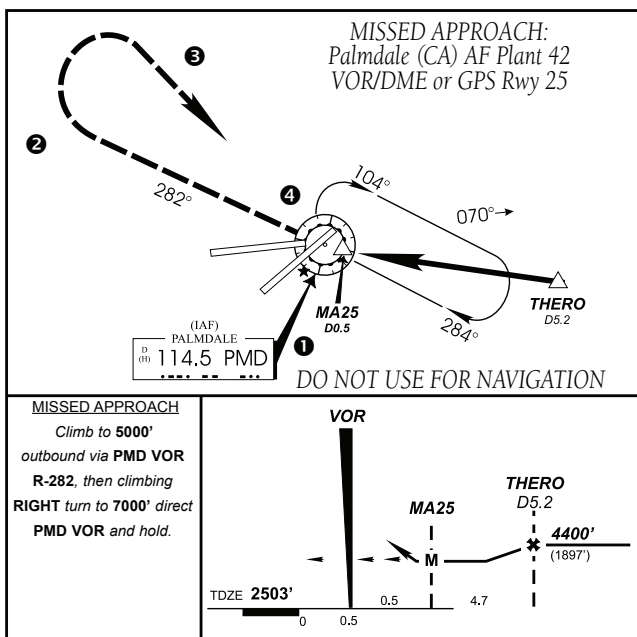 MISSED APPROACH:
Palmdale (CA) AF Plant 42
VOR/DME or GPS Rwy 25
❸
❷
282°
❹
104°
070°
THERO
D5.2
MA25
D0.5
284°
(IAF)
PALMDALE
D
(H) 114.5 PMD
❶
DO NOT USE FOR NAVIGATION
MISSED APPROACH
Climb to 5000'
outbound via PMD VOR
R-282, then climbing
RIGHT turn to 7000' direct
PMD VOR and hold.
VOR
MA25
THERO
D5.2
4400'
(1897')
M
TDZE 2503'
0.5 4.7
0 0.5